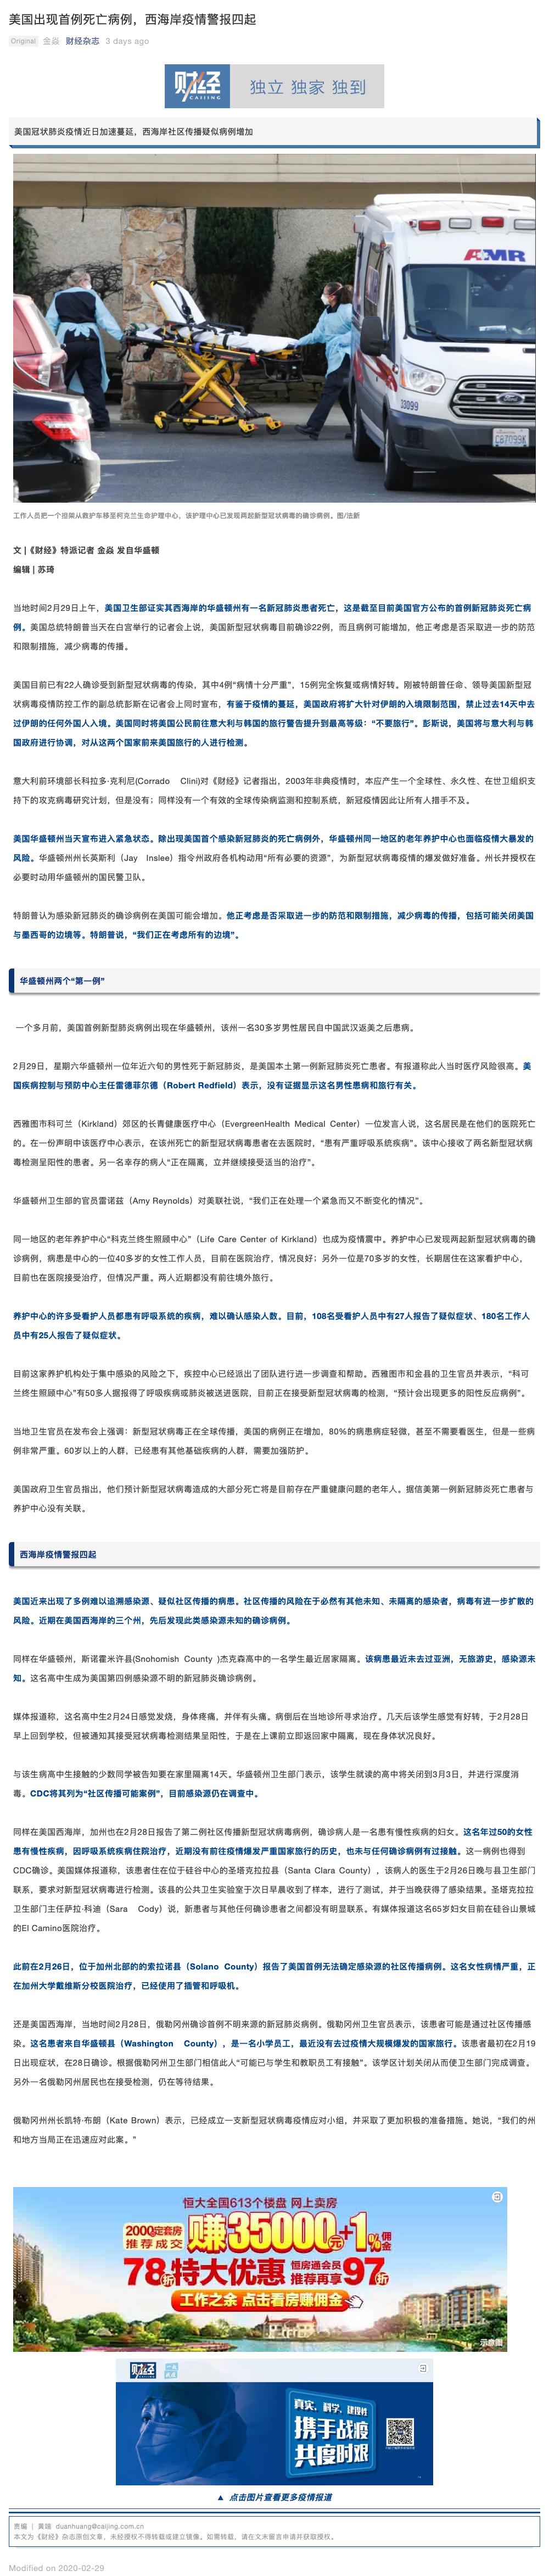 美国出现首例死亡病例，西海岸疫情警报四起
Original 金焱 财经杂志 3 days ago
财经
CAIJING
独立 独家 独到
美国冠状肺炎疫情近日加速蔓延，西海岸社区传播疑似病例增加
AMR
33099
工作人员把一个担架从救护车移至柯克兰生命护理中心，该护理中心已发现两起新型冠状病毒的确诊病例。图/法新
文 |《财经》特派记者 金焱 发自华盛顿
编辑 | 苏琦
当地时间2月29日上午，美国卫生部证实其西海岸的华盛顿州有一名新冠肺炎患者死亡，这是截至目前美国官方公布的首例新冠肺炎死亡病
例。美国总统特朗普当天在白宫举行的记者会上说，美国新型冠状病毒目前确诊22例，而且病例可能增加，他正考虑是否采取进一步的防范
和限制措施，减少病毒的传播。
美国目前已有22人确诊受到新型冠状病毒的传染，其中4例“病情十分严重”，15例完全恢复或病情好转。刚被特朗普任命、领导美国新型冠
状病毒疫情防控工作的副总统彭斯在记者会上同时宣布，有鉴于疫情的蔓延，美国政府将扩大针对伊朗的入境限制范围，禁止过去14天中去
过伊朗的任何外国人入境。美国同时将美国公民前往意大利与韩国的旅行警告提升到最高等级：“不要旅行”。彭斯说，美国将与意大利与韩
国政府进行协调，对从这两个国家前来美国旅行的人进行检测。
意大利前环境部长科拉多·克利尼(Corrado Clini)对《财经》记者指出，2003年非典疫情时，本应产生一个全球性、永久性、在世卫组织支
持下的攻克病毒研究计划，但是没有；同样没有一个有效的全球传染病监测和控制系统，新冠疫情因此让所有人措手不及。
美国华盛顿州当天宣布进入紧急状态。除出现美国首个感染新冠肺炎的死亡病例外，华盛顿州同一地区的老年养护中心也面临疫情大暴发的
风险。华盛顿州州长英斯利（Jay Inslee）指令州政府各机构动用“所有必要的资源”，为新型冠状病毒疫情的爆发做好准备。州长并授权在
必要时动用华盛顿州的国民警卫队。
特朗普认为感染新冠肺炎的确诊病例在美国可能会增加。他正考虑是否采取进一步的防范和限制措施，减少病毒的传播，包括可能关闭美国
与墨西哥的边境等。特朗普说，“我们正在考虑所有的边境”。
华盛顿州两个“第一例”
一个多月前，美国首例新型肺炎病例出现在华盛顿州，该州一名30多岁男性居民自中国武汉返美之后患病。
2月29日，星期六华盛顿州一位年近六旬的男性死于新冠肺炎，是美国本土第一例新冠肺炎死亡患者。有报道称此人当时医疗风险很高。美
国疾病控制与预防中心主任雷德菲尔德（Robert Redfield）表示，没有证据显示这名男性患病和旅行有关。
西雅图市科可兰（Kirkland）郊区的长青健康医疗中心（EvergreenHealth Medical Center）一位发言人说，这名居民是在他们的医院死亡
的。在一份声明中该医疗中心表示，在该州死亡的新型冠状病毒患者在去医院时，“患有严重呼吸系统疾病”。该中心接收了两名新型冠状病
毒检测呈阳性的患者。另一名幸存的病人“正在隔离，立并继续接受适当的治疗”。
华盛顿州卫生部的官员雷诺兹（Amy Reynolds）对美联社说，“我们正在处理一个紧急而又不断变化的情况”。
同一地区的老年养护中心“科克兰终生照顾中心”（Life Care Center of Kirkland）也成为疫情震中。养护中心已发现两起新型冠状病毒的确
诊病例，病患是中心的一位40多岁的女性工作人员，目前在医院治疗，情况良好；另外一位是70多岁的女性，长期居住在这家看护中心，
目前也在医院接受治疗，但情况严重。两人近期都没有前往境外旅行。
养护中心的许多受看护人员都患有呼吸系统的疾病，难以确认感染人数。目前，108名受看护人员中有27人报告了疑似症状、180名工作人
员中有25人报告了疑似症状。
目前这家养护机构处于集中感染的风险之下，疾控中心已经派出了团队进行进一步调查和帮助。西雅图市和金县的卫生官员并表示，“科可
兰终生照顾中心”有50多人据报得了呼吸疾病或肺炎被送进医院，目前正在接受新型冠状病毒的检测，“预计会出现更多的阳性反应病例”。
当地卫生官员在发布会上强调：新型冠状病毒正在全球传播，美国的病例正在增加，80%的病患病症轻微，甚至不需要看医生，但是一些病
例非常严重。60岁以上的人群，已经患有其他基础疾病的人群，需要加强防护。
美国政府卫生官员指出，他们预计新型冠状病毒造成的大部分死亡将是目前存在严重健康问题的老年人。据信美第一例新冠肺炎死亡患者与
养护中心没有关联。
西海岸疫情警报四起
美国近来出现了多例难以追溯感染源、疑似社区传播的病患。社区传播的风险在于必然有其他未知、未隔离的感染者，病毒有进一步扩散的
风险。近期在美国西海岸的三个州，先后发现此类感染源未知的确诊病例。
同样在华盛顿州，斯诺霍米许县(Snohomish County )杰克森高中的一名学生最近居家隔离。该病患最近未去过亚洲，无旅游史，感染源未
知。这名高中生成为美国第四例感染源不明的新冠肺炎确诊病例。
媒体报道称，这名高中生2月24日感觉发烧，身体疼痛，并伴有头痛。病倒后在当地诊所寻求治疗。几天后该学生感觉有好转，于2月28日
早上回到学校，但被通知其接受冠状病毒检测结果呈阳性，于是在上课前立即返回家中隔离，现在身体状况良好。
与该生病高中生接触的少数同学被告知要在家里隔离14天。华盛顿州卫生部门表示，该学生就读的高中将关闭到3月3日，并进行深度消
毒。CDC将其列为“社区传播可能案例”，目前感染源仍在调查中。
同样在美国西海岸，加州也在2月28日报告了第二例社区传播新型冠状病毒病例，确诊病人是一名患有慢性疾病的妇女。这名年过50的女性
患有慢性疾病，因呼吸系统疾病住院治疗，近期没有前往疫情爆发严重国家旅行的历史，也未与任何确诊病例有过接触。这一病例也得到
CDC确诊。美国媒体报道称，该患者住在位于硅谷中心的圣塔克拉拉县（Santa Clara County），该病人的医生于2月26日晚与县卫生部门
联系，要求对新型冠状病毒进行检测。该县的公共卫生实验室于次日早晨收到了样本，进行了测试，并于当晚获得了感染结果。圣塔克拉拉
卫生部门主任萨拉·科迪（Sara Cody）说，新患者与其他任何确诊患者之间都没有明显联系。有媒体报道这名65岁妇女目前在硅谷山景城
的El Camino医院治疗。
此前在2月26日，位于加州北部的的索拉诺县（Solano County）报告了美国首例无法确定感染源的社区传播病例。这名女性病情严重，正
在加州大学戴维斯分校医院治疗，已经使用了插管和呼吸机。
还是美国西海岸，当地时间2月28日，俄勒冈州确诊首例不明来源的新冠肺炎病例。俄勒冈州卫生官员表示，该患者可能是通过社区传播感
染。这名患者来自华盛顿县（Washington County），是一名小学员工，最近没有去过疫情大规模爆发的国家旅行。该患者最初在2月19
日出现症状，在28日确诊。根据俄勒冈州卫生部门相信此人“可能已与学生和教职员工有接触”。该学区计划关闭从而使卫生部门完成调查。
另外一名俄勒冈州居民也在接受检测，仍在等待结果。
俄勒冈州州长凯特·布朗（Kate Brown）表示，已经成立一支新型冠状病毒疫情应对小组，并采取了更加积极的准备措施。她说，“我们的州
和地方当局正在迅速应对此案。”
恒大全国613个楼盘 网上卖房
2000定套房
推荐成交
赚35000元+1%佣金
78折特大优惠 恒房通会员推荐再享97折
工作之余 点击看房赚佣金
示意图
财经
真实、科学、建设性
携手战疫
共度时艰
▲ 点击图片查看更多疫情报道
责编 | 黄端 duanhuang@caijing.com.cn
本文为《财经》杂志原创文章，未经授权不得转载或建立镜像。如需转载，请在文末留言申请并获取授权。
Modified on 2020-02-29